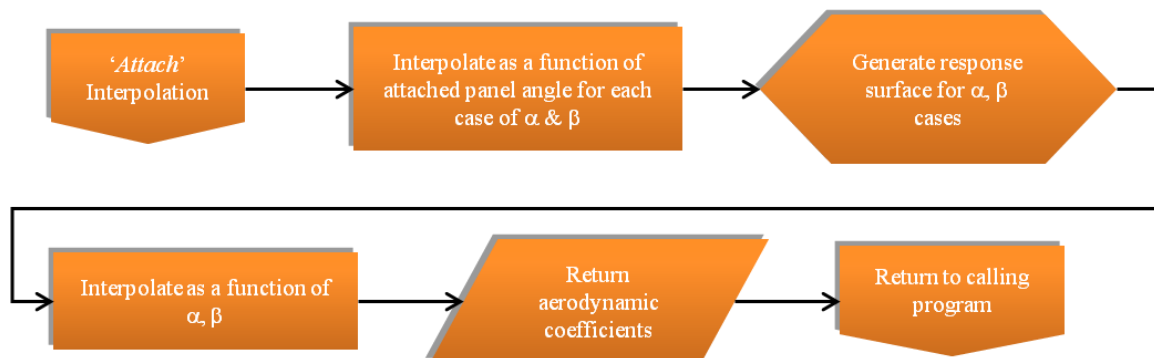 ‘Attach’
Interpolation
Interpolate as a function of
attached panel angle for each
case of α & β
Generate response
surface for α, β
cases
Interpolate as a function of
α, β
Return
aerodynamic
coefficients
Return to calling
program